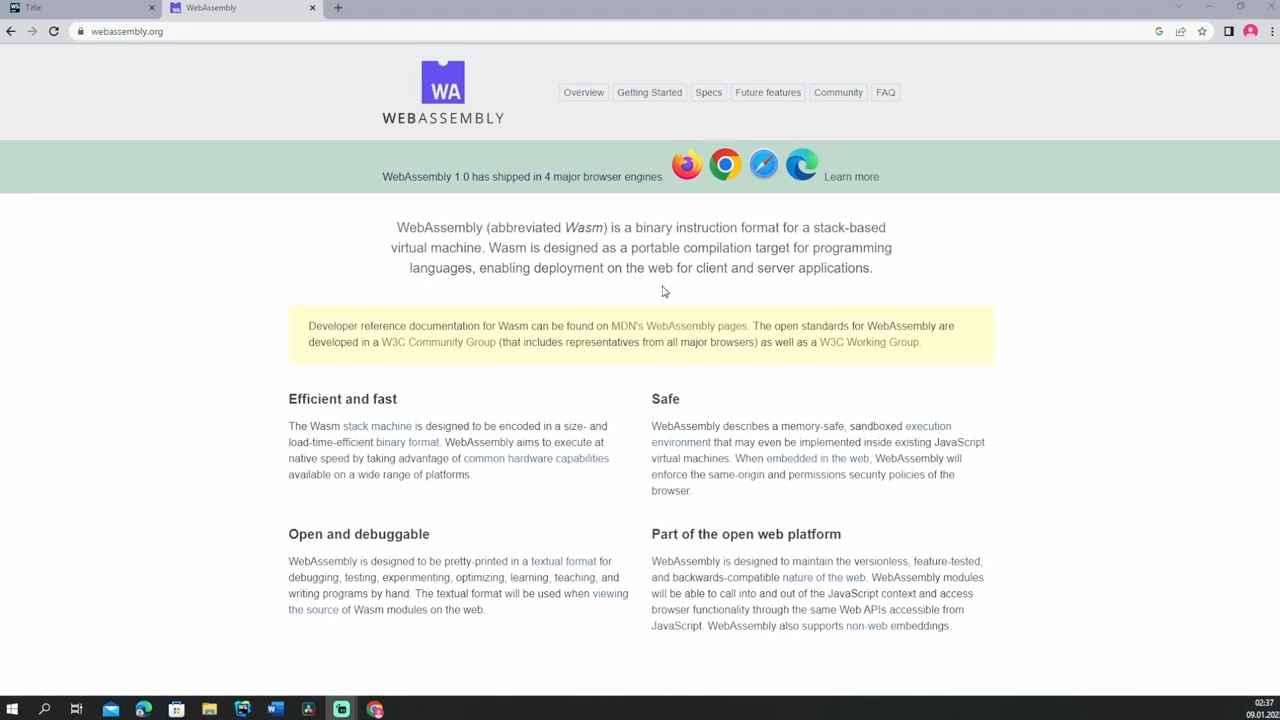 Title
WebAssembly
webassembly.org
WA
WEBASSEMBLY
Overview
Getting Started
Specs
Future features
Community
FAQ
WebAssembly 1.0 has shipped in 4 major browser engines.
Learn more
WebAssembly (abbreviated Wasm) is a binary instruction format for a stack-based
virtual machine. Wasm is designed as a portable compilation target for programming
languages, enabling deployment on the web for client and server applications.
Developer reference documentation for Wasm can be found on MDN's WebAssembly pages. The open standards for WebAssembly are
developed in a W3C Community Group (that includes representatives from all major browsers) as well as a W3C Working Group.
Efficient and fast
The Wasm stack machine is designed to be encoded in a size- and
load-time-efficient binary format. WebAssembly aims to execute at
native speed by taking advantage of common hardware capabilities
available on a wide range of platforms.
Safe
WebAssembly describes a memory-safe, sandboxed execution
environment that may even be implemented inside existing JavaScript
virtual machines. When embedded in the web, WebAssembly will
enforce the same-origin and permissions security policies of the
browser.
Open and debuggable
WebAssembly is designed to be pretty-printed in a textual format for
debugging, testing, experimenting, optimizing, learning, teaching, and
writing programs by hand. The textual format will be used when viewing
the source of Wasm modules on the web.
Part of the open web platform
WebAssembly is designed to maintain the versionless, feature-tested,
and backwards-compatible nature of the web. WebAssembly modules
will be able to call into and out of the JavaScript context and access
browser functionality through the same Web APIs accessible from
JavaScript. WebAssembly also supports non-web embeddings.
02:37
09.01.202